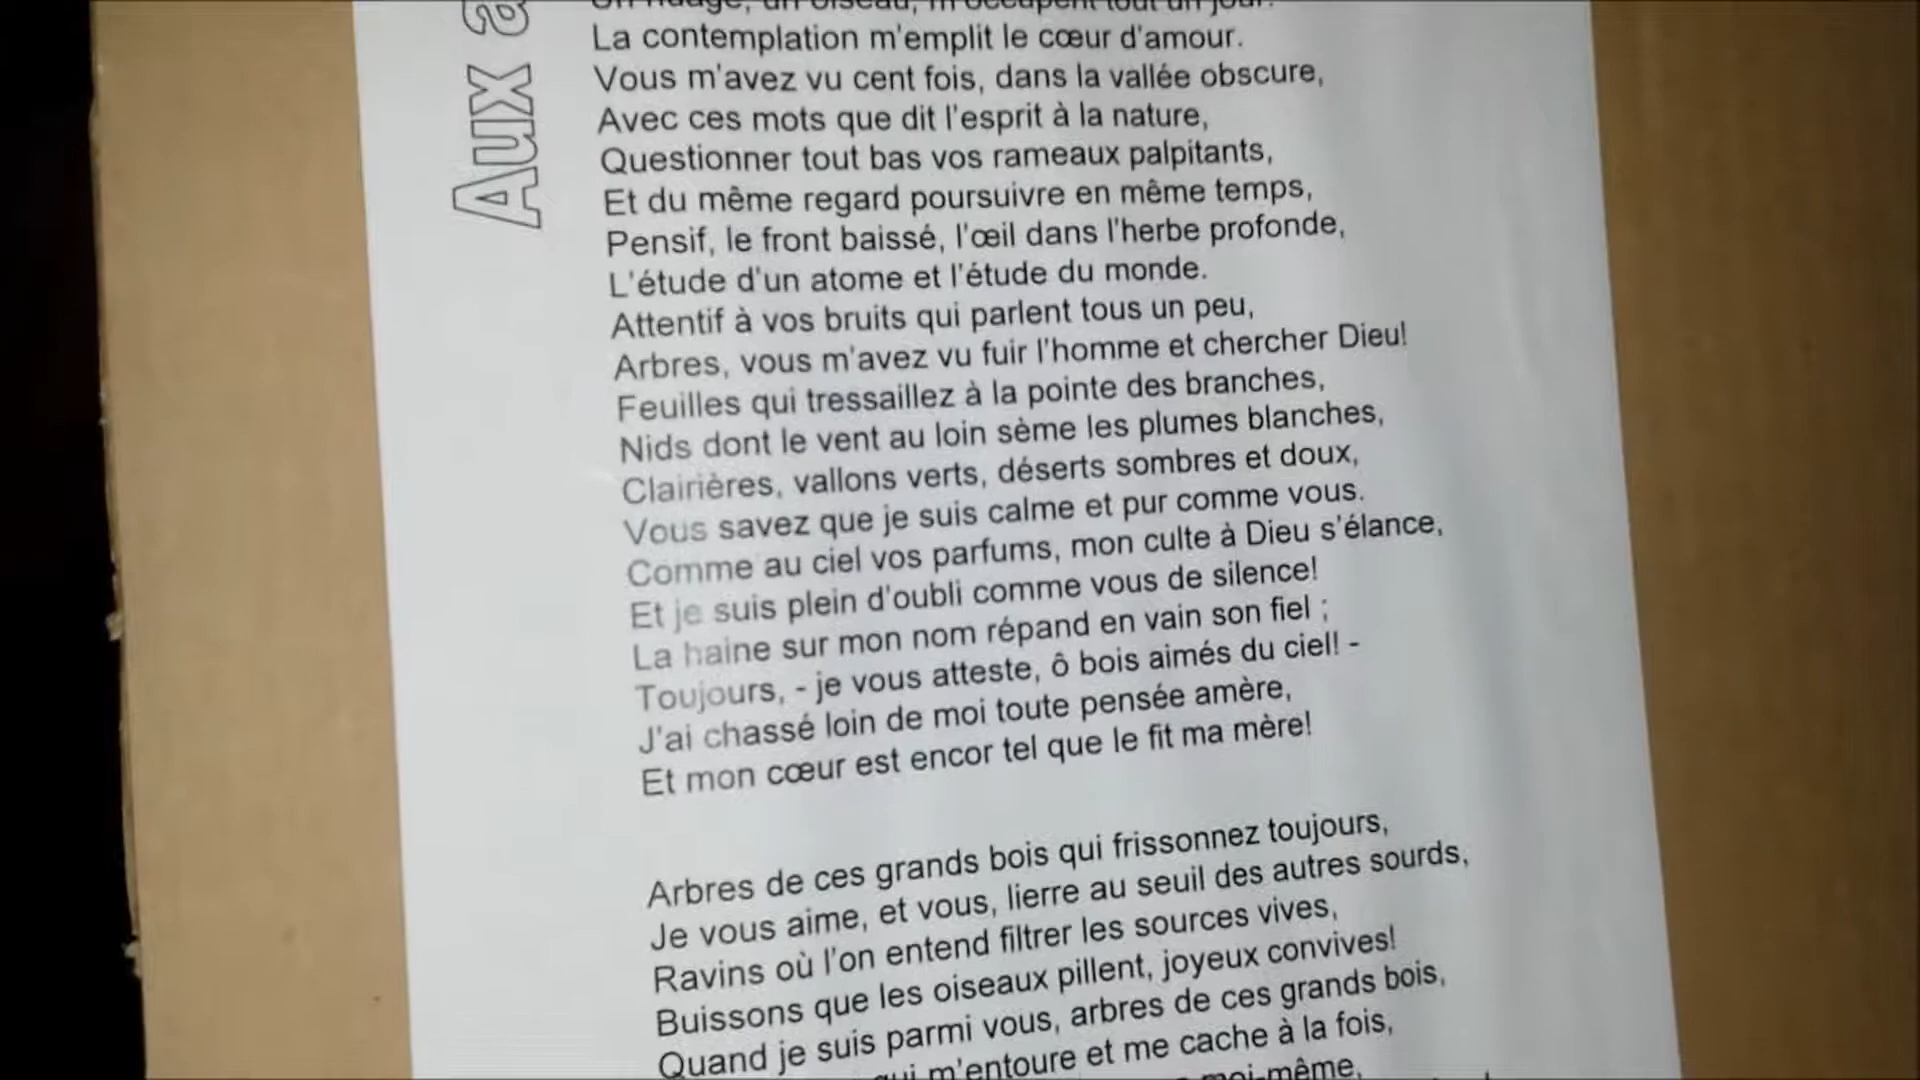 Aux a
Un nuage, un oiseau, m'occupent tout un jour.
La contemplation m'emplit le cœur d'amour.
Vous m'avez vu cent fois, dans la vallée obscure,
Avec ces mots que dit l'esprit à la nature,
Questionner tout bas vos rameaux palpitants,
Et du même regard poursuivre en même temps,
Pensif, le front baissé, l'œil dans l'herbe profonde,
L'étude d'un atome et l'étude du monde.
Attentif à vos bruits qui parlent tous un peu,
Arbres, vous m'avez vu fuir l'homme et chercher Dieu!
Feuilles qui tressaillez à la pointe des branches,
Nids dont le vent au loin sème les plumes blanches,
Clairières, vallons verts, déserts sombres et doux,
Vous savez que je suis calme et pur comme vous.
Comme au ciel vos parfums, mon culte à Dieu s'élance,
Et je suis plein d'oubli comme vous de silence!
La haine sur mon nom répand en vain son fiel ;
Toujours, - je vous atteste, ô bois aimés du ciel! -
J'ai chassé loin de moi toute pensée amère,
Et mon cœur est encor tel que le fit ma mère!
Arbres de ces grands bois qui frissonnez toujours,
Je vous aime, et vous, lierre au seuil des autres sourds,
Ravins où l'on entend filtrer les sources vives,
Buissons que les oiseaux pillent, joyeux convives!
Quand je suis parmi vous, arbres de ces grands bois,
qui m'entoure et me cache à la fois,
moi-même,